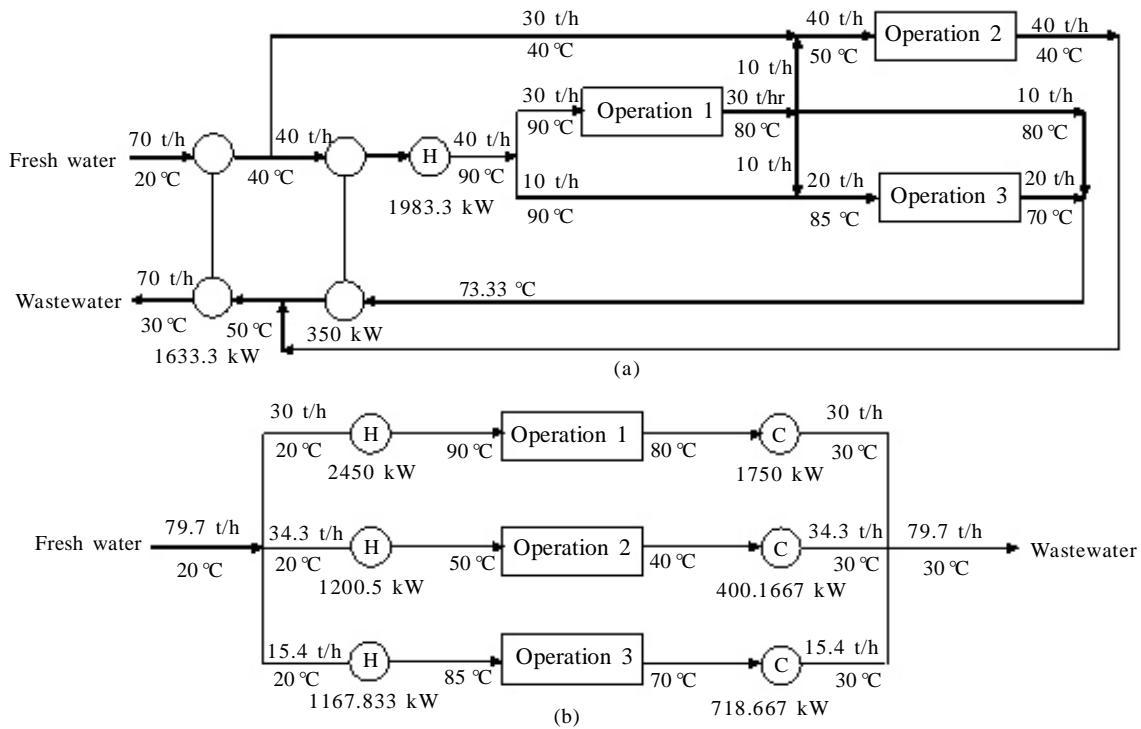 30 t/h
40 ℃
40 t/h
50 ℃
Operation 2
40 t/h
40 ℃
10 t/h
30 t/h
90 ℃
Operation 1
30 t/hr
80 ℃
10 t/h
80 ℃
Fresh water
70 t/h
20 ℃
40 ℃
40 t/h
H
1983.3 kW
40 t/h
90 ℃
10 t/h
90 ℃
10 t/h
20 t/h
85 ℃
Operation 3
20 t/h
70 ℃
Wastewater
70 t/h
30 ℃
1633.3 kW
50 ℃
350 kW
73.33 ℃
(a)
Fresh water
79.7 t/h
20 ℃
30 t/h
20 ℃
H
2450 kW
90 ℃
Operation 1
80 ℃
C
1750 kW
30 t/h
30 ℃
34.3 t/h
20 ℃
H
1200.5 kW
50 ℃
Operation 2
40 ℃
C
400.1667 kW
34.3 t/h
30 ℃
79.7 t/h
30 ℃
Wastewater
15.4 t/h
20 ℃
H
1167.833 kW
85 ℃
Operation 3
70 ℃
C
718.667 kW
15.4 t/h
30 ℃
(b)